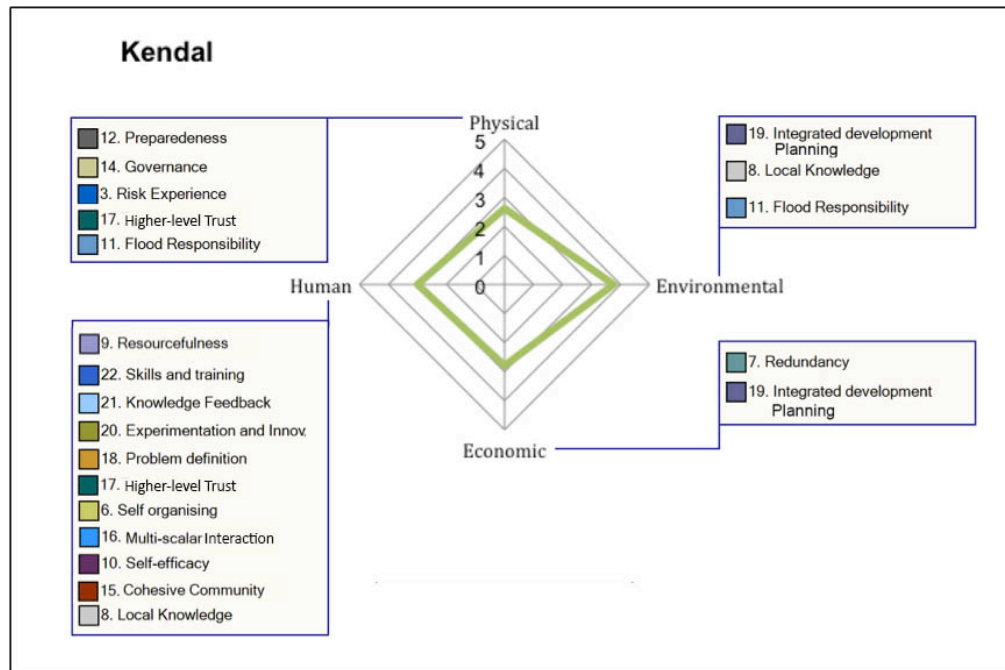 Kendal
12. Preparedeness
14. Governance
3. Risk Experience
17. Higher-level Trust
11. Flood Responsibility
Physical
5
4
3
2
1
0
Human
Environmental
Economic
19. Integrated development
Planning
8. Local Knowledge
11. Flood Responsibility
9. Resourcefulness
22. Skills and training
21. Knowledge Feedback
20. Experimentation and Innov.
18. Problem definition
17. Higher-level Trust
6. Self organising
16. Multi-scalar Interaction
10. Self-efficacy
15. Cohesive Community
8. Local Knowledge
7. Redundancy
19. Integrated development
Planning